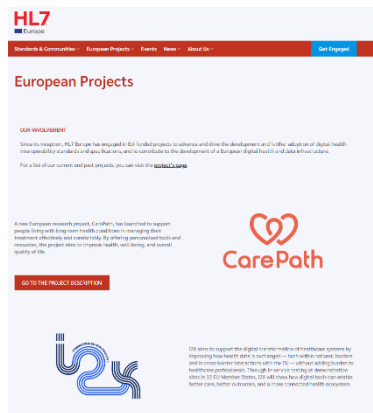 HL7
Europe
Standards & Communities European Projects Events News About Us Get Engaged
European Projects
OUR INVOLVEMENT
Since its inception, HL7 Europe has engaged in EU-funded projects to advance and drive the development and further adoption of digital health
interoperability standards and specifications, and to contribute to the development of a European digital health and data infrastructure.
For a list of our current and past projects, you can visit the project's page.
A new European research project, CarePath, has launched to support
people living with long-term health conditions in managing their
treatment effectively and comfortably. By offering personalised tools and
resources, the project aims to improve health, well-being, and overall
quality of life.
CarePath
GO TO THE PROJECT DESCRIPTION
i2k
I2K aims to support the digital transformation of healthcare systems by
improving how health data is exchanged — both within national borders
and in cross-border interactions within the EU — without adding burden to
healthcare professionals. Through in-service testing at demonstration
sites in 12 EU Member States, I2K will show how digital tools can enable
better care, better outcomes, and a more connected health ecosystem.